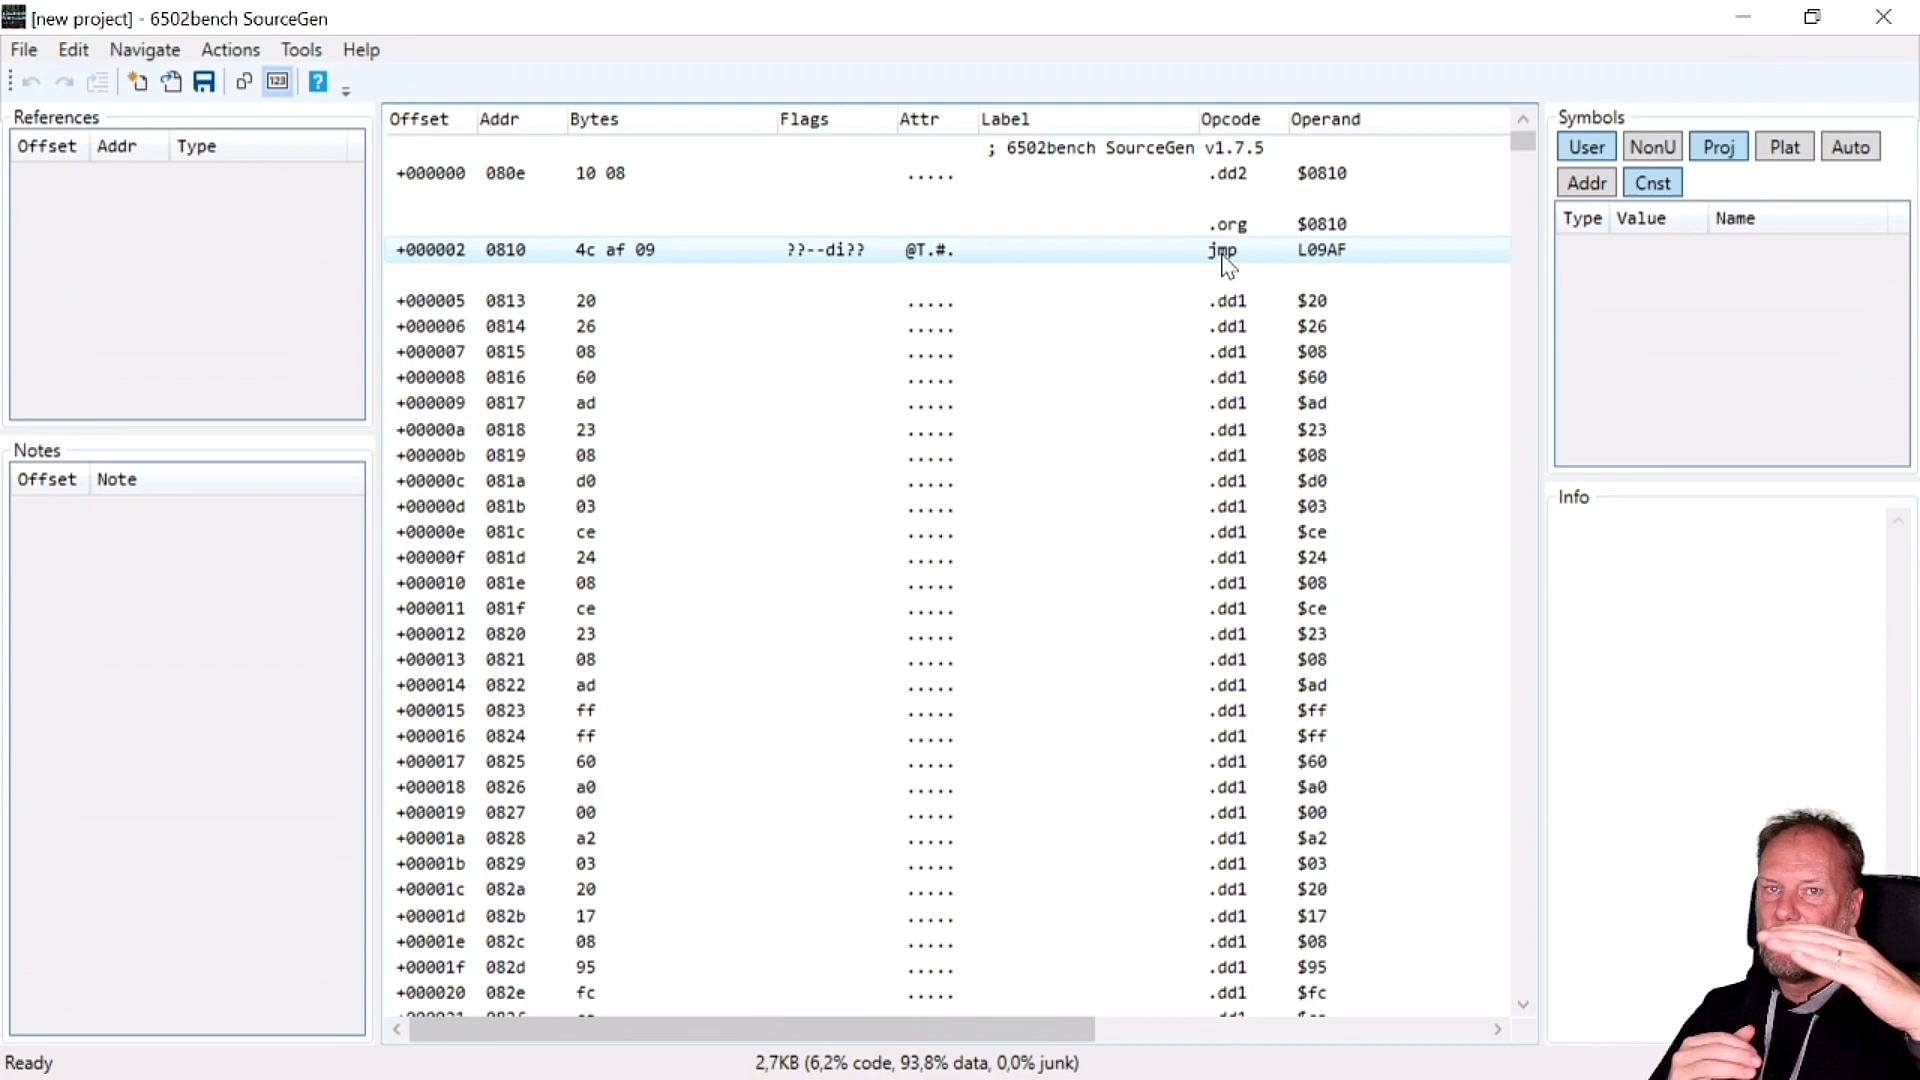 [new project] - 6502bench SourceGen
File Edit Navigate Actions Tools Help
123 ?
References
Offset Addr Type
Notes
Offset Note
Offset Addr Bytes Flags Attr Label Opcode Operand
; 6502bench SourceGen v1.7.5
+000000 080e 10 08 ..... .dd2 $0810
.org $0810
+000002 0810 4c af 09 ??--di?? @T.#. jmp L09AF
+000005 0813 20 ..... .dd1 $20
+000006 0814 26 ..... .dd1 $26
+000007 0815 08 ..... .dd1 $08
+000008 0816 60 ..... .dd1 $60
+000009 0817 ad ..... .dd1 $ad
+00000a 0818 23 ..... .dd1 $23
+00000b 0819 08 ..... .dd1 $08
+00000c 081a d0 ..... .dd1 $d0
+00000d 081b 03 ..... .dd1 $03
+00000e 081c ce ..... .dd1 $ce
+00000f 081d 24 ..... .dd1 $24
+000010 081e 08 ..... .dd1 $08
+000011 081f ce ..... .dd1 $ce
+000012 0820 23 ..... .dd1 $23
+000013 0821 08 ..... .dd1 $08
+000014 0822 ad ..... .dd1 $ad
+000015 0823 ff ..... .dd1 $ff
+000016 0824 ff ..... .dd1 $ff
+000017 0825 60 ..... .dd1 $60
+000018 0826 a0 ..... .dd1 $a0
+000019 0827 00 ..... .dd1 $00
+00001a 0828 a2 ..... .dd1 $a2
+00001b 0829 03 ..... .dd1 $03
+00001c 082a 20 ..... .dd1 $20
+00001d 082b 17 ..... .dd1 $17
+00001e 082c 08 ..... .dd1 $08
+00001f 082d 95 ..... .dd1 $95
+000020 082e fc ..... .dd1 $fc
Symbols
User NonU Proj Plat Auto
Addr Cnst
Type Value Name
Info
Ready
2,7KB (6,2% code, 93,8% data, 0,0% junk)